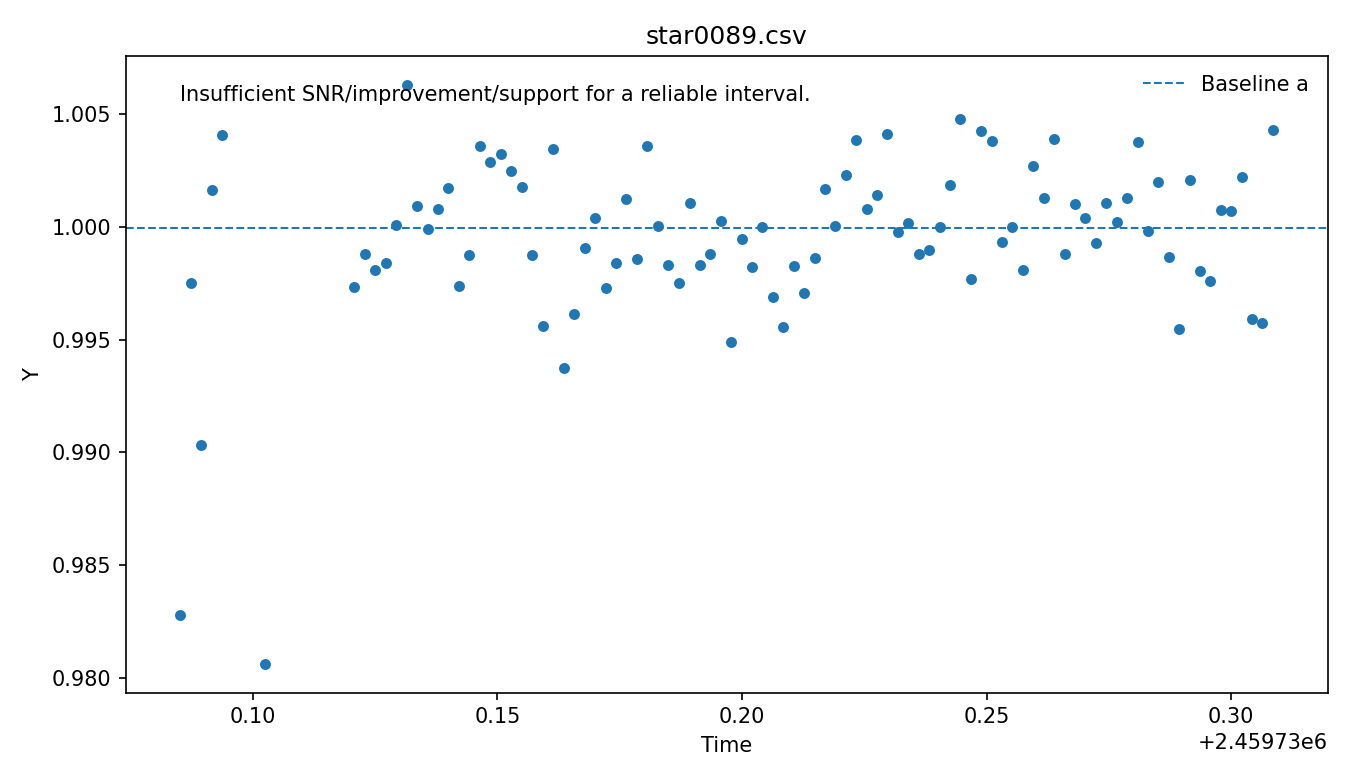 star0089.csv
Insufficient SNR/improvement/support for a reliable interval.
Baseline a
1.005
1.000
0.995
0.990
0.985
0.980
Y
0.10 0.15 0.20 0.25 0.30
Time
+2.45973e6